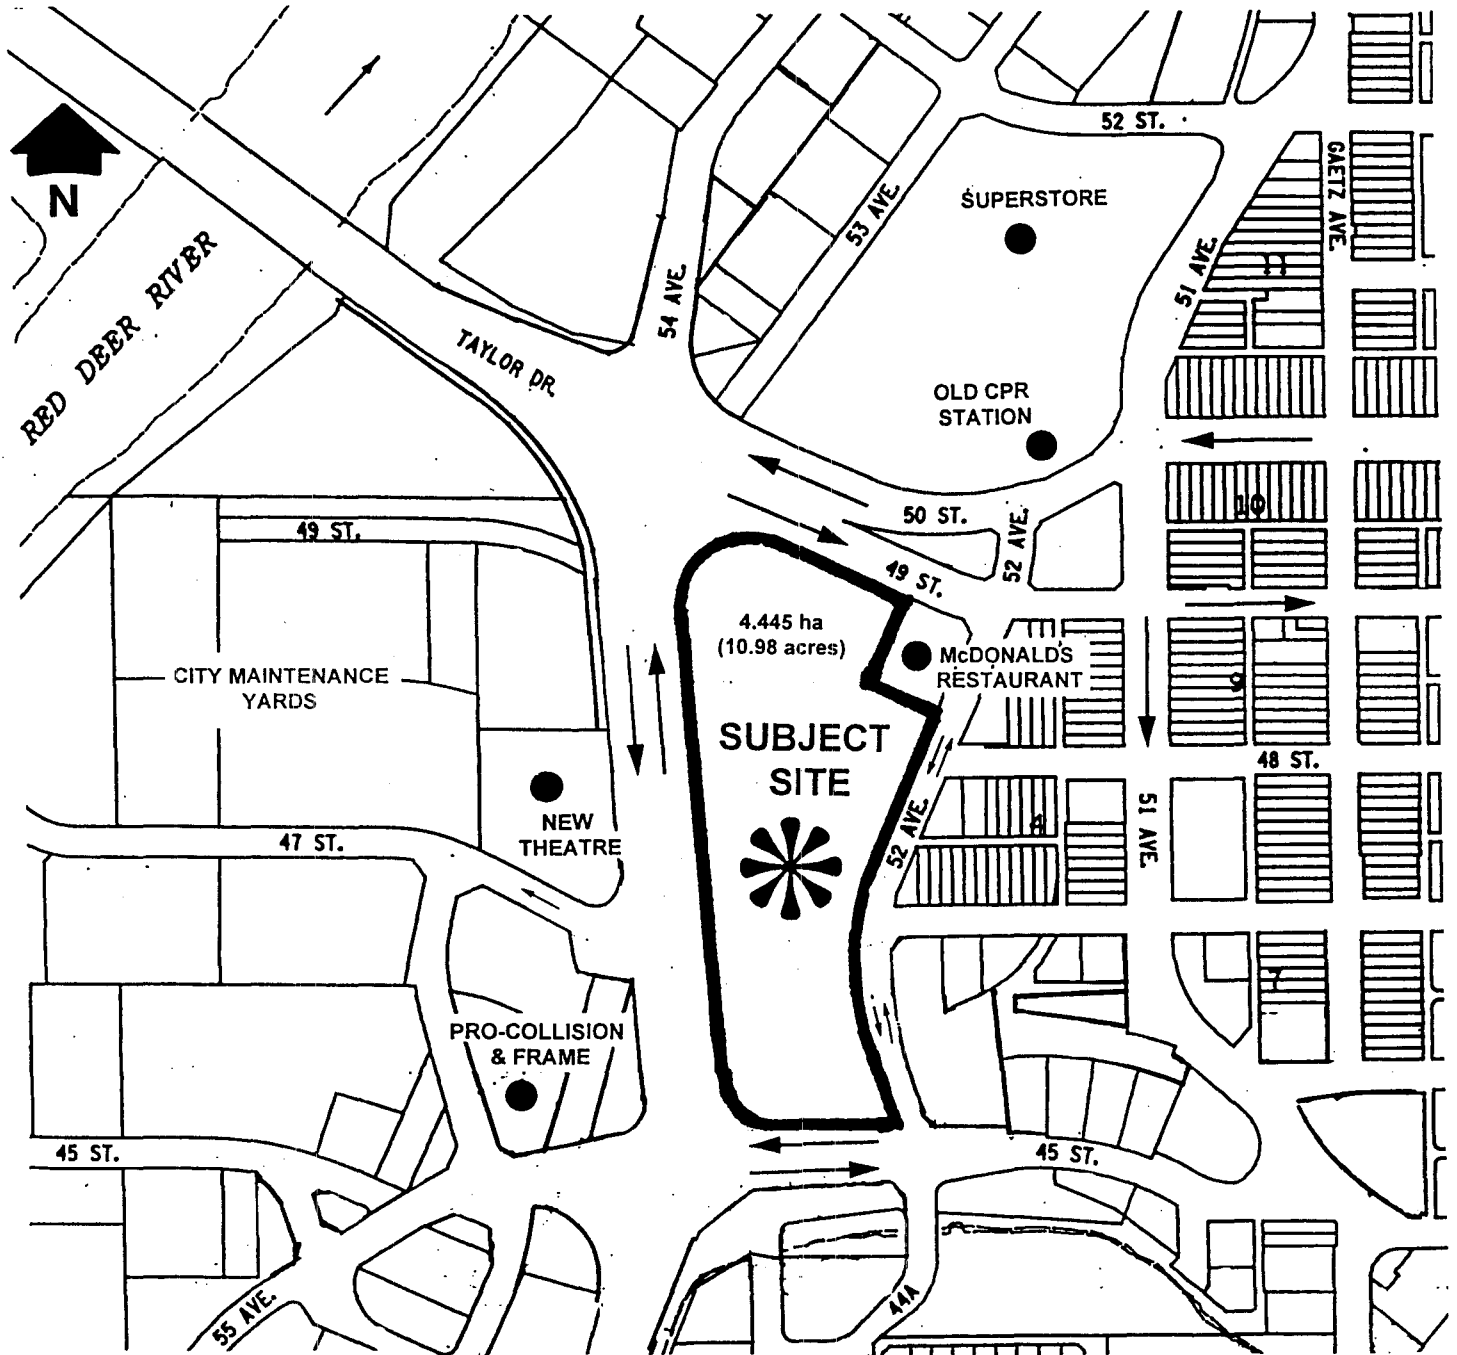 52 ST.
GAETZ AVE.
N
SUPERSTORE
53 AVE.
RED DEER RIVER
51 AVE.
11
54 AVE.
TAYLOR DR.
OLD CPR
STATION
10
50 ST.
49 ST.
52 AVE.
49 ST.
4.445 ha
(10.98 acres)
McDONALD'S
RESTAURANT
CITY MAINTENANCE
YARDS
9
SUBJECT
SITE
48 ST.
NEW
THEATRE
52 AVE.
4
51 AVE.
47 ST.
7
PRO-COLLISION
& FRAME
45 ST.
45 ST.
55 AVE.
44A